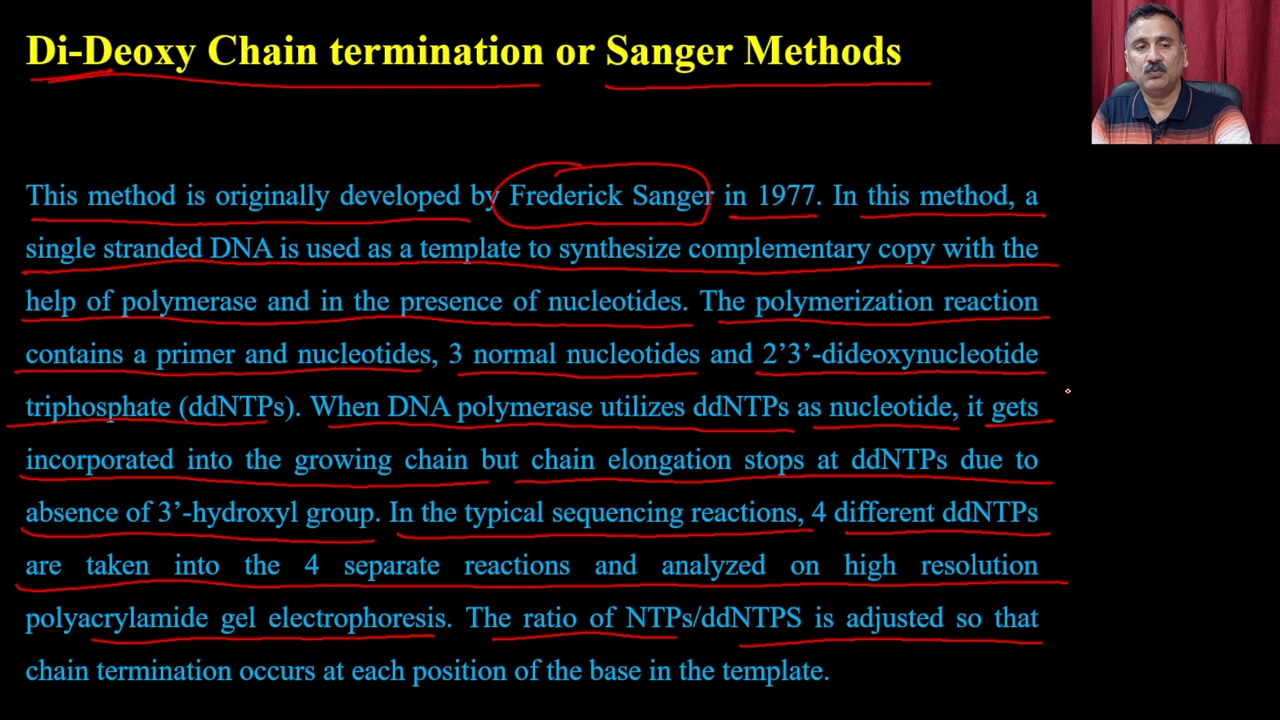 Di-Deoxy Chain termination or Sanger Methods
This method is originally developed by Frederick Sanger in 1977. In this method, a
single stranded DNA is used as a template to synthesize complementary copy with the
help of polymerase and in the presence of nucleotides. The polymerization reaction
contains a primer and nucleotides, 3 normal nucleotides and 2’3’-dideoxynucleotide
triphosphate (ddNTPs). When DNA polymerase utilizes ddNTPs as nucleotide, it gets
incorporated into the growing chain but chain elongation stops at ddNTPs due to
absence of 3’-hydroxyl group. In the typical sequencing reactions, 4 different ddNTPs
are taken into the 4 separate reactions and analyzed on high resolution
polyacrylamide gel electrophoresis. The ratio of NTPs/ddNTPS is adjusted so that
chain termination occurs at each position of the base in the template.